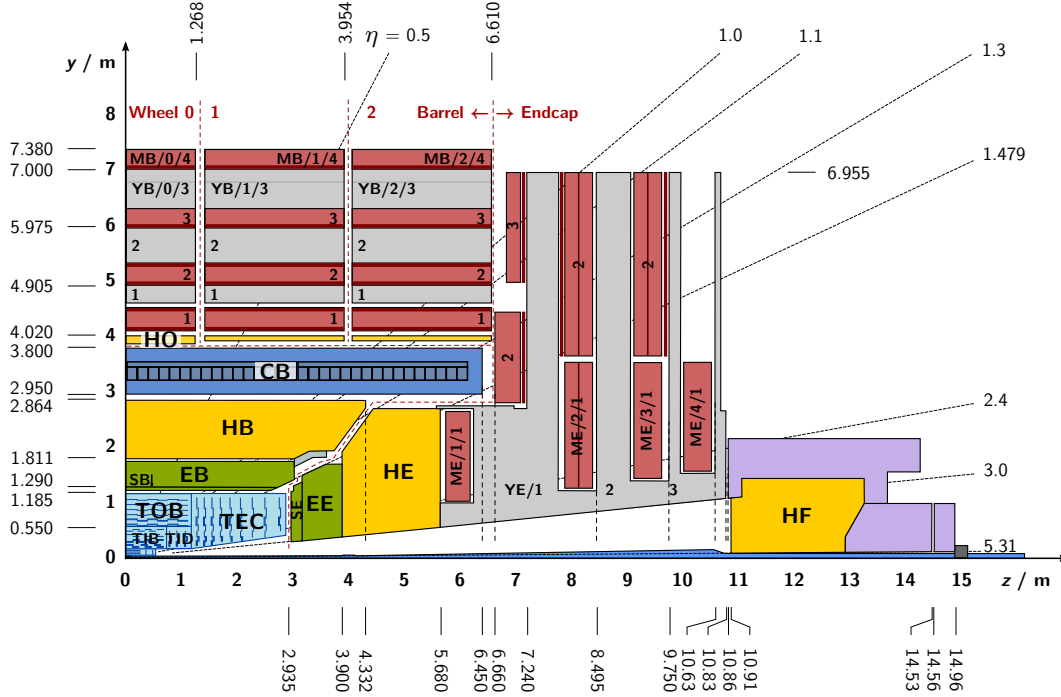 1.268
3.954
6.610
η = 0.5
1.0
1.1
1.3
1.479
6.955
2.4
3.0
5.31
y / m
8
7
6
5
4
3
2
1
0
7.380
7.000
5.975
4.905
4.020
3.800
2.950
2.864
1.811
1.290
1.185
0.550
Wheel 0 1 2 Barrel ← → Endcap
MB/0/4 MB/1/4 MB/2/4
YB/0/3 YB/1/3 YB/2/3
3 3 3 3
2 2 2 2 2
2 2 2
1 1 1
1 1 1
2
HO
CB
HB
HE
ME/1/1 ME/2/1 ME/3/1 ME/4/1
EB
SB
SE
EE
YE/1 2 3
TOB
TEC
TIB TID
HF
0 1 2 3 4 5 6 7 8 9 10 11 12 13 14 15 z / m
2.935
3.900
4.332
5.680
6.450
6.660
7.240
8.495
9.750
10.63
10.83
10.86
10.91
14.53
14.56
14.96